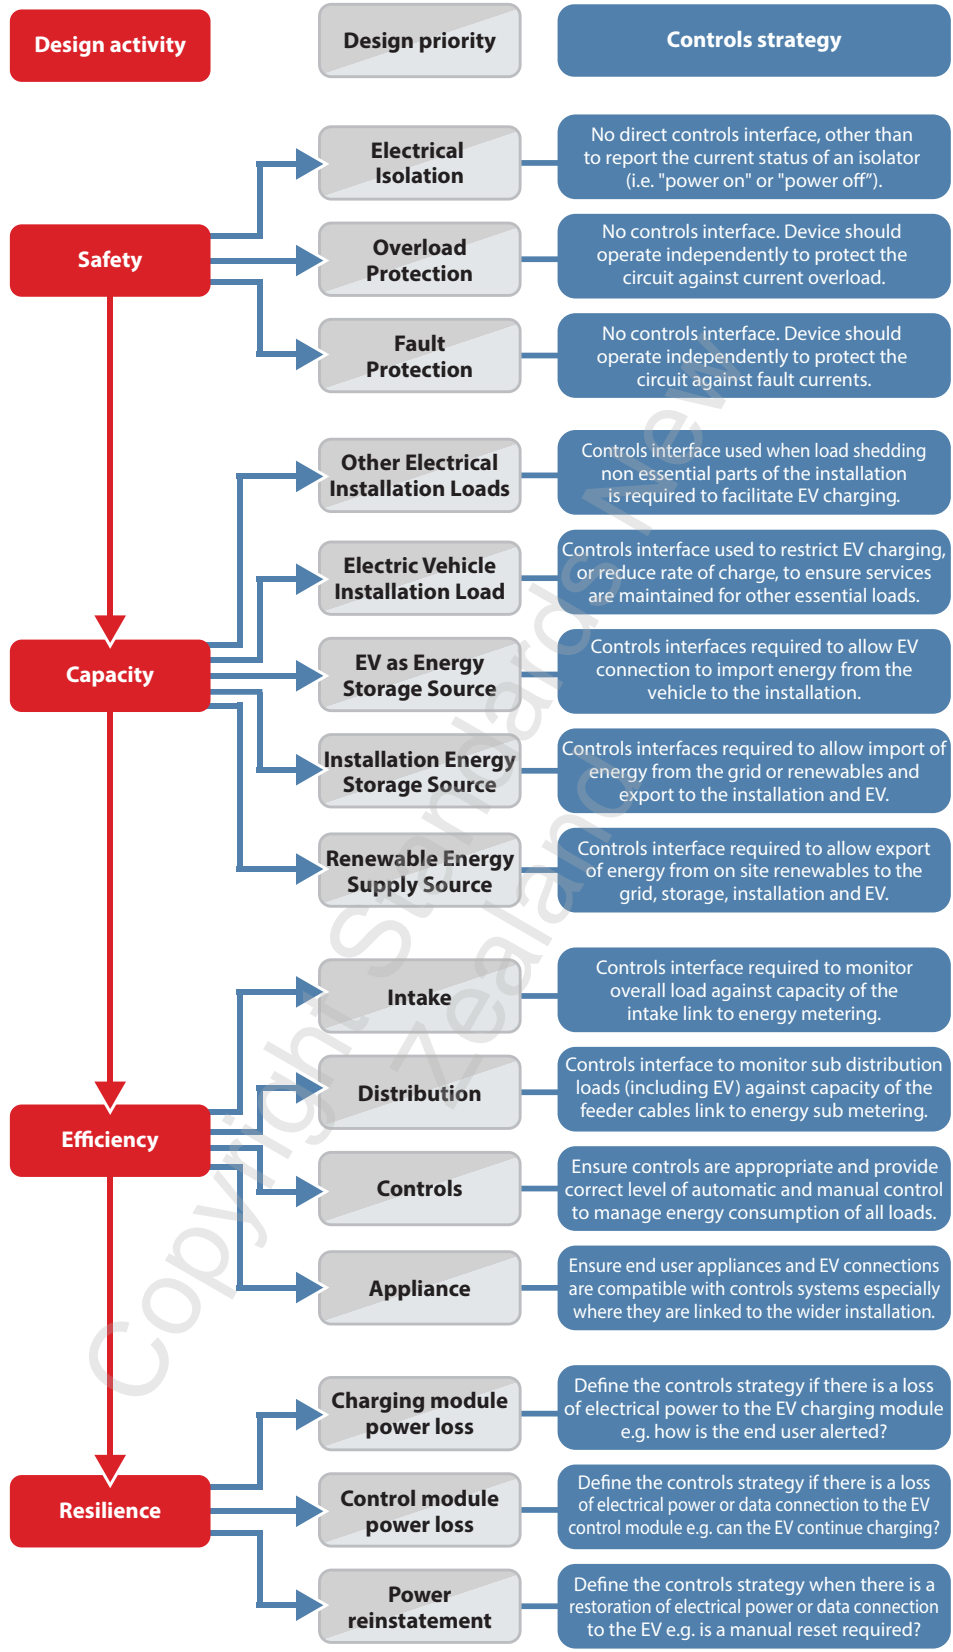 Design activity
Design priority
Controls strategy
Safety
Electrical
Isolation
No direct controls interface, other than
to report the current status of an isolator
(i.e. "power on" or "power off”).
Overload
Protection
No controls interface. Device should
operate independently to protect the
circuit against current overload.
Fault
Protection
No controls interface. Device should
operate independently to protect the
circuit against fault currents.
Capacity
Other Electrical
Installation Loads
Controls interface used when load shedding
non essential parts of the installation
is required to facilitate EV charging.
Electric Vehicle
Installation Load
Controls interface used to restrict EV charging,
or reduce rate of charge, to ensure services
are maintained for other essential loads.
EV as Energy
Storage Source
Controls interfaces required to allow EV
connection to import energy from the
vehicle to the installation.
Installation Energy
Storage Source
Controls interfaces required to allow import of
energy from the grid or renewables and
export to the installation and EV.
Renewable Energy
Supply Source
Controls interface required to allow export
of energy from on site renewables to the
grid, storage, installation and EV.
Efficiency
Intake
Controls interface required to monitor
overall load against capacity of the
intake link to energy metering.
Distribution
Controls interface to monitor sub distribution
loads (including EV) against capacity of the
feeder cables link to energy sub metering.
Controls
Ensure controls are appropriate and provide
correct level of automatic and manual control
to manage energy consumption of all loads.
Appliance
Ensure end user appliances and EV connections
are compatible with controls systems especially
where they are linked to the wider installation.
Resilience
Charging module
power loss
Define the controls strategy if there is a loss
of electrical power to the EV charging module
e.g. how is the end user alerted?
Control module
power loss
Define the controls strategy if there is a loss
of electrical power or data connection to the EV
control module e.g. can the EV continue charging?
Power
reinstatement
Define the controls strategy when there is a
restoration of electrical power or data connection
to the EV e.g. is a manual reset required?
Copyright Standards New
Zealand